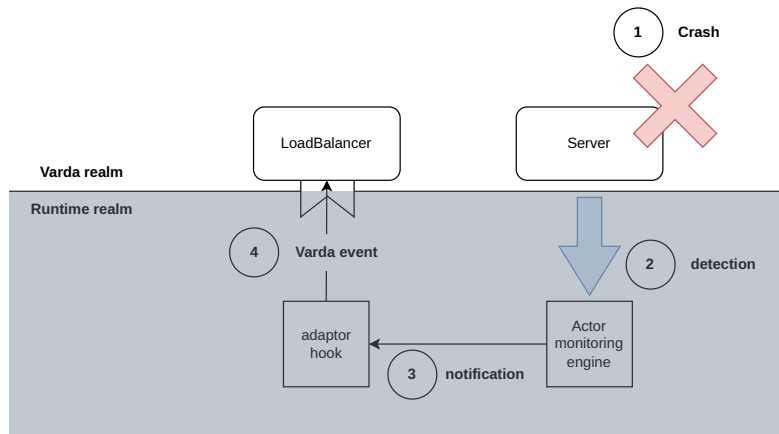 1 Crash
LoadBalancer
Server
Varda realm
Runtime realm
4 Varda event
2 detection
adaptor
hook
Actor
monitoring
engine
3 notification